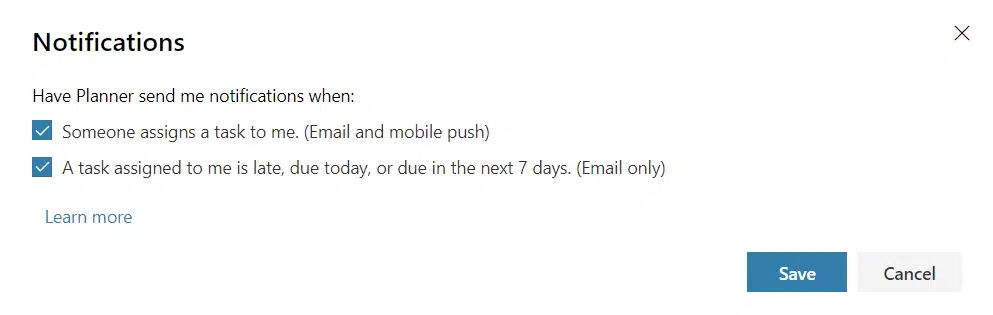 Notifications
Have Planner send me notifications when:
Someone assigns a task to me. (Email and mobile push)
A task assigned to me is late, due today, or due in the next 7 days. (Email only)
Learn more
Save
Cancel